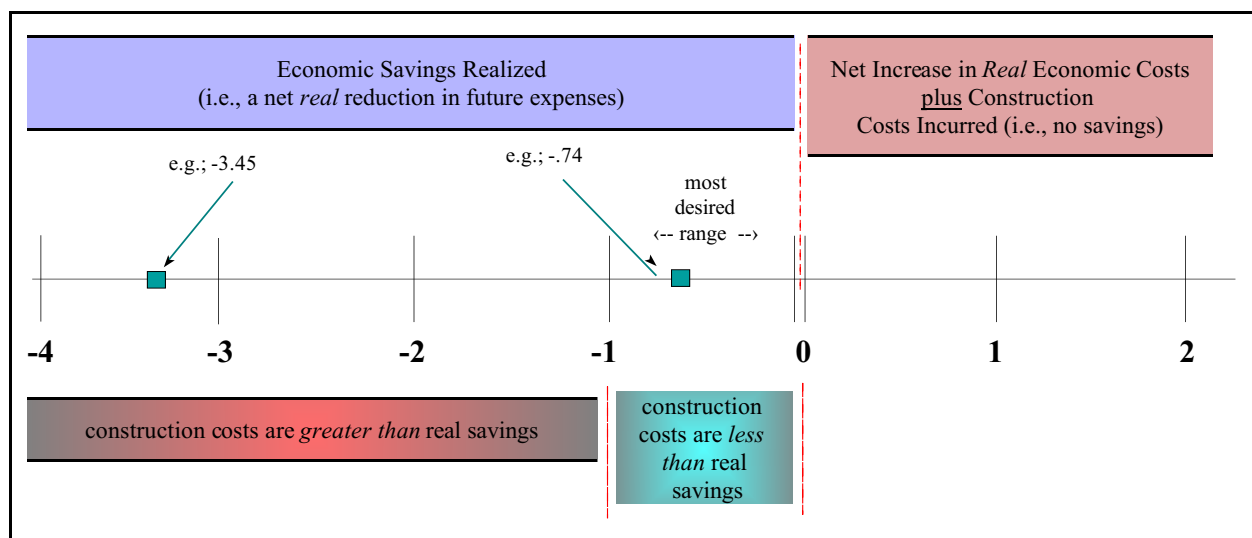 Economic Savings Realized
(i.e., a net real reduction in future expenses)
Net Increase in Real Economic Costs
plus Construction
Costs Incurred (i.e., no savings)
e.g.; -3.45
e.g.; -.74
most
desired
‹-- range --›
-4 -3 -2 -1 0 1 2
construction costs are greater than real savings
construction
costs are less
than real
savings